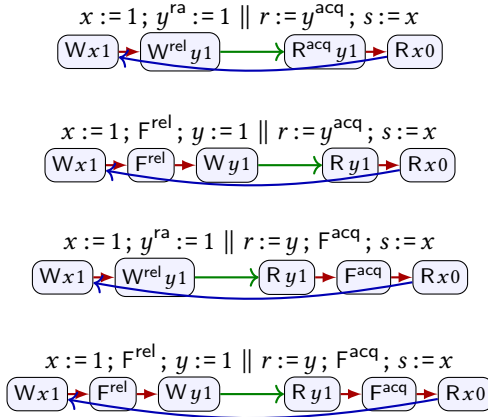 x := 1; y^ra := 1 ∥ r := y^acq; s := x
Wx1 W^rel y1 R^acq y1 Rx0
x := 1; F^rel; y := 1 ∥ r := y^acq; s := x
Wx1 F^rel Wy1 Ry1 Rx0
x := 1; y^ra := 1 ∥ r := y; F^acq; s := x
Wx1 W^rel y1 Ry1 F^acq Rx0
x := 1; F^rel; y := 1 ∥ r := y; F^acq; s := x
Wx1 F^rel Wy1 Ry1 F^acq Rx0